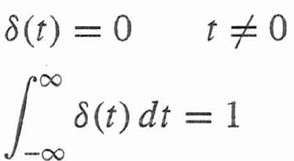 δ(t) = 0 t ≠ 0
∫_{-∞}^{∞} δ(t) dt = 1